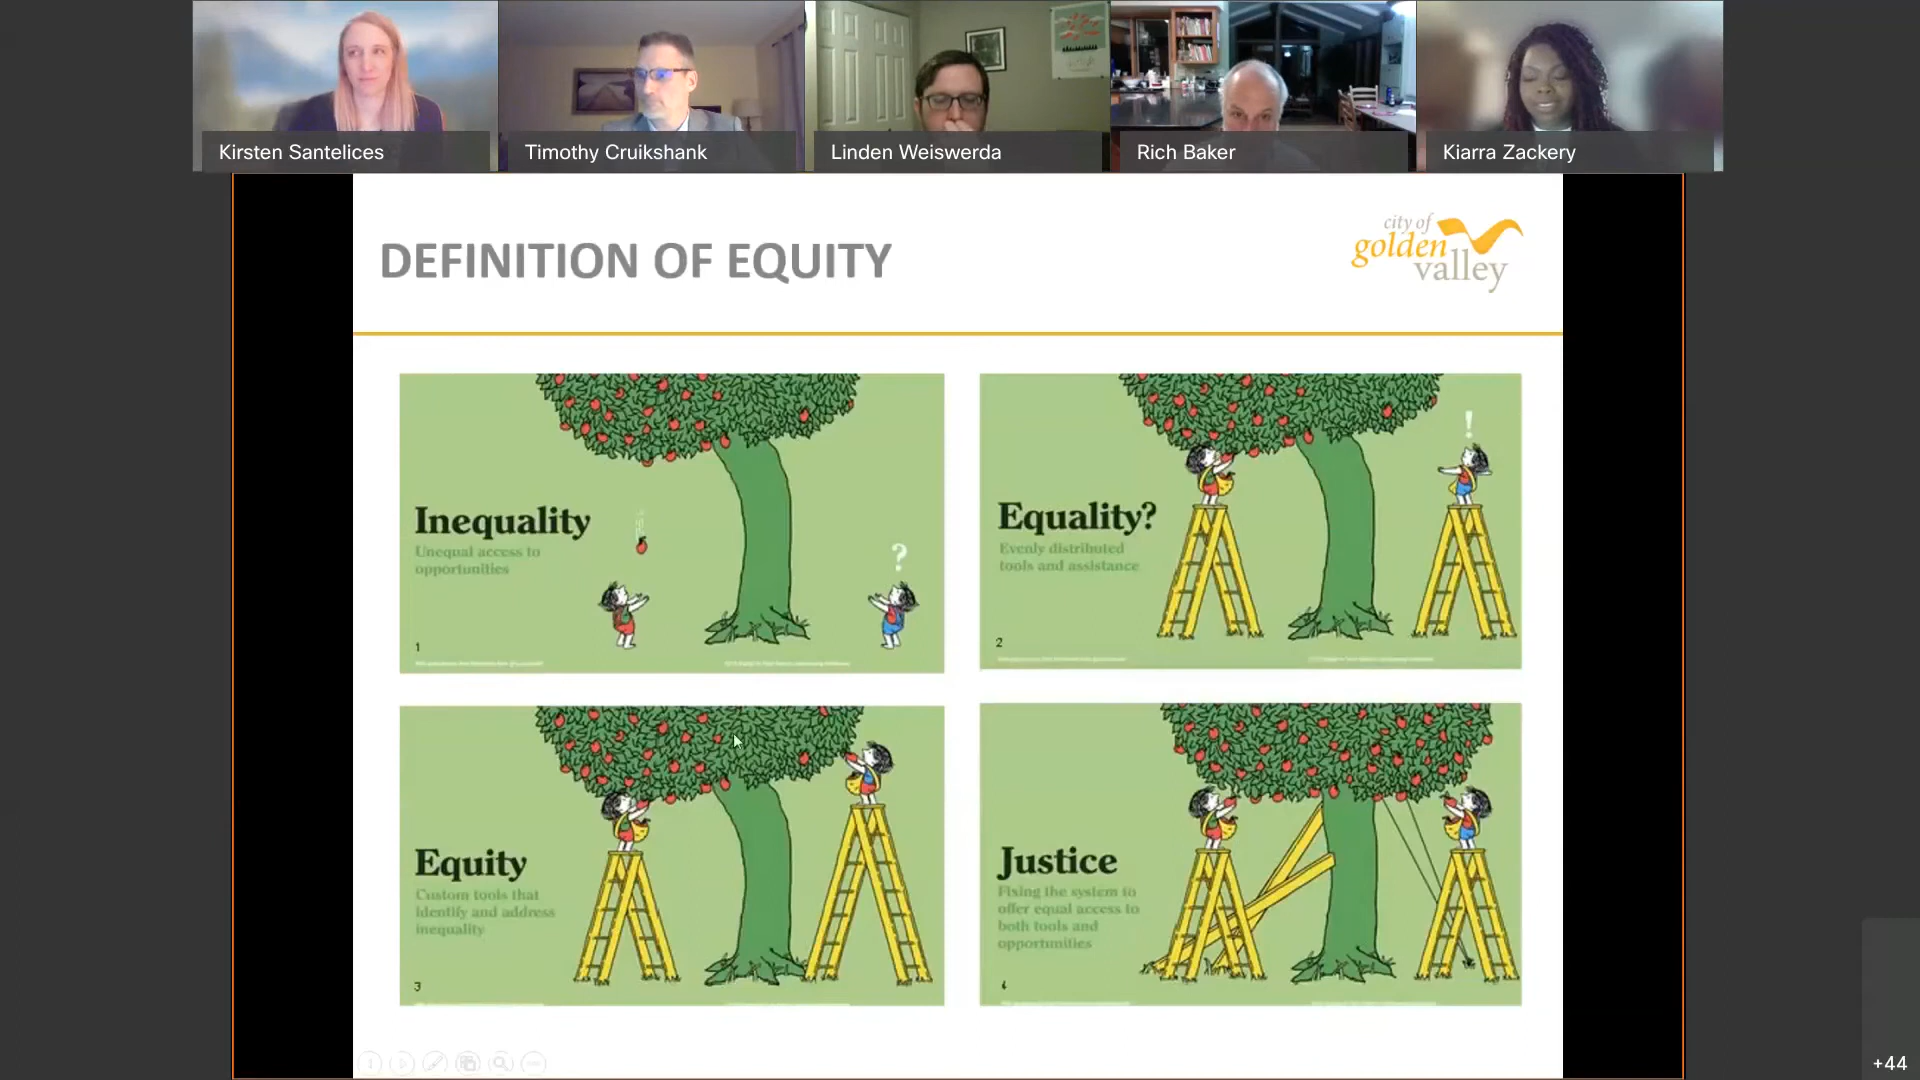 Kirsten Santelices
Timothy Cruikshank
Linden Weiswerda
Rich Baker
Kiarra Zackery
DEFINITION OF EQUITY
city of
golden
valley
Inequality
Unequal access to
opportunities
?
1
Equality?
Evenly distributed
tools and assistance
!
2
Equity
Custom tools that
identify and address
inequality
3
Justice
Fixing the system to
offer equal access to
both tools and
opportunities
+44